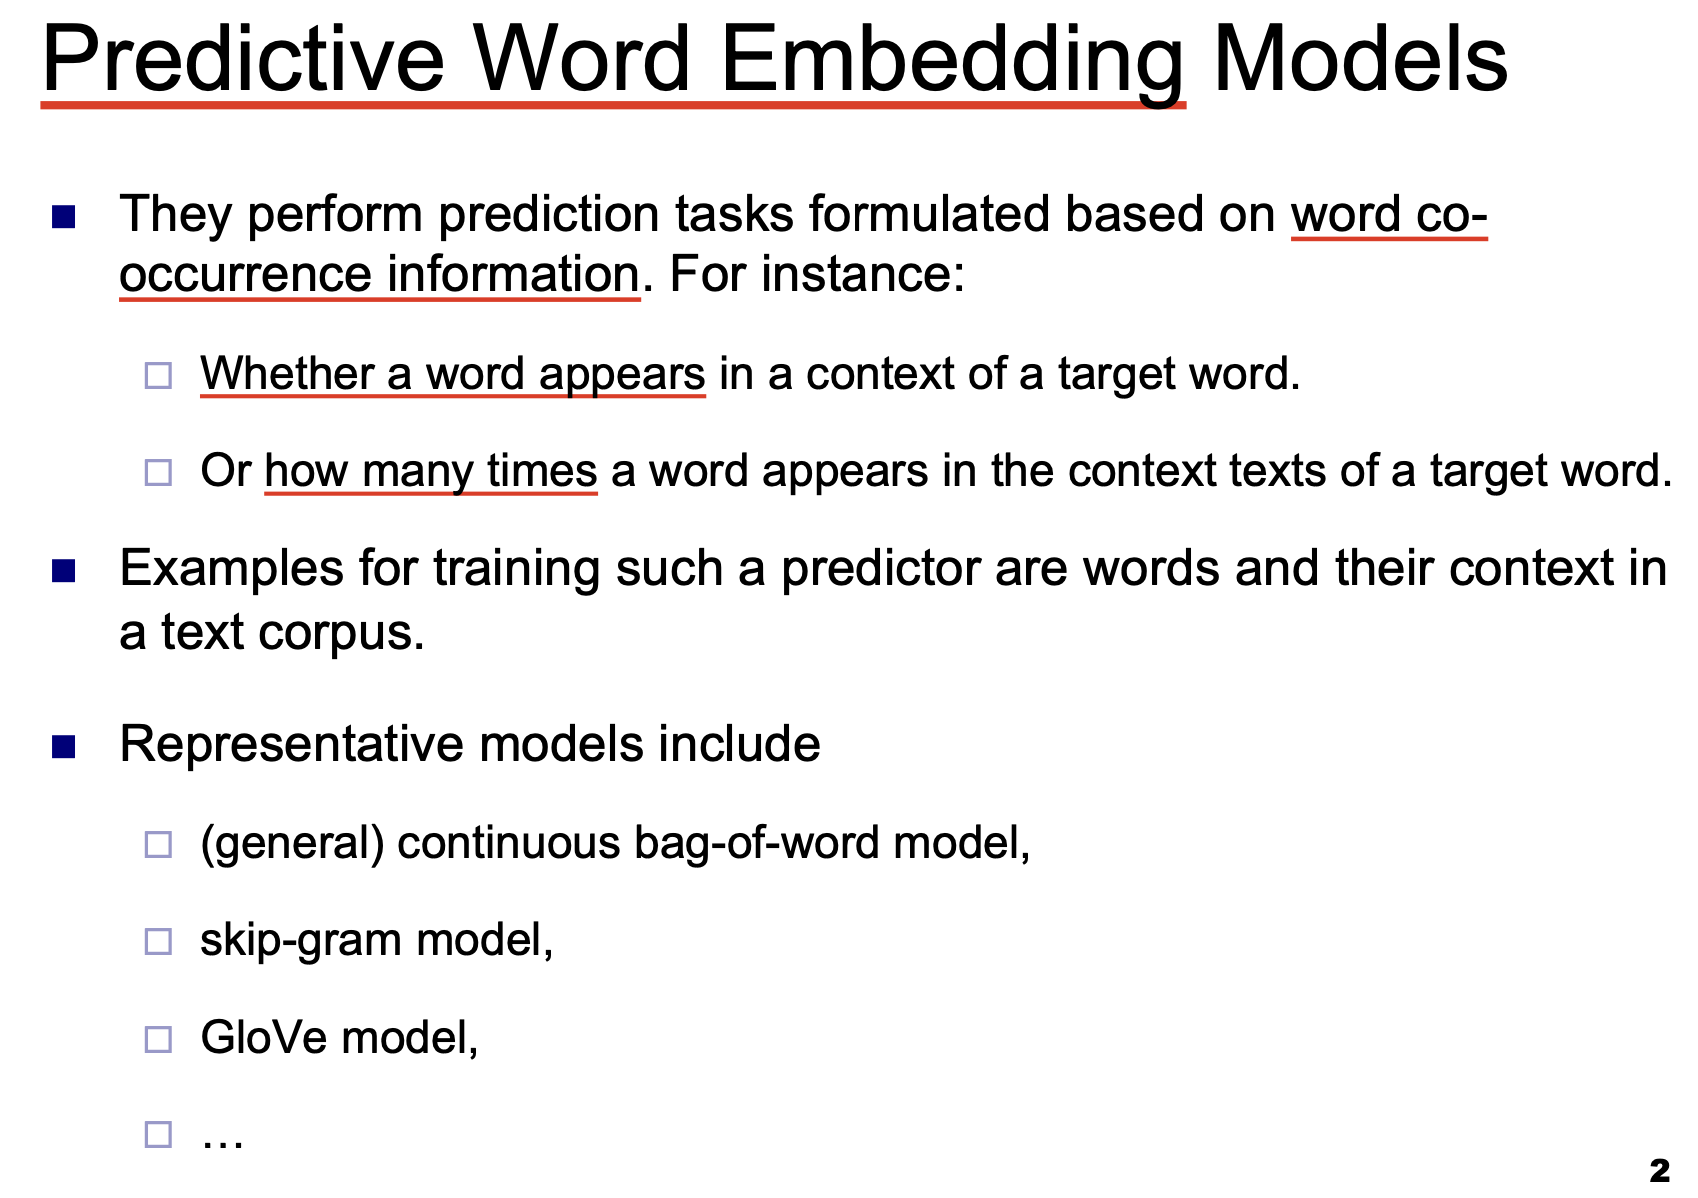 Predictive Word Embedding Models
They perform prediction tasks formulated based on word co-
occurrence information. For instance:
Whether a word appears in a context of a target word.
Or how many times a word appears in the context texts of a target word.
Examples for training such a predictor are words and their context in
a text corpus.
Representative models include
(general) continuous bag-of-word model,
skip-gram model,
GloVe model,
…
2